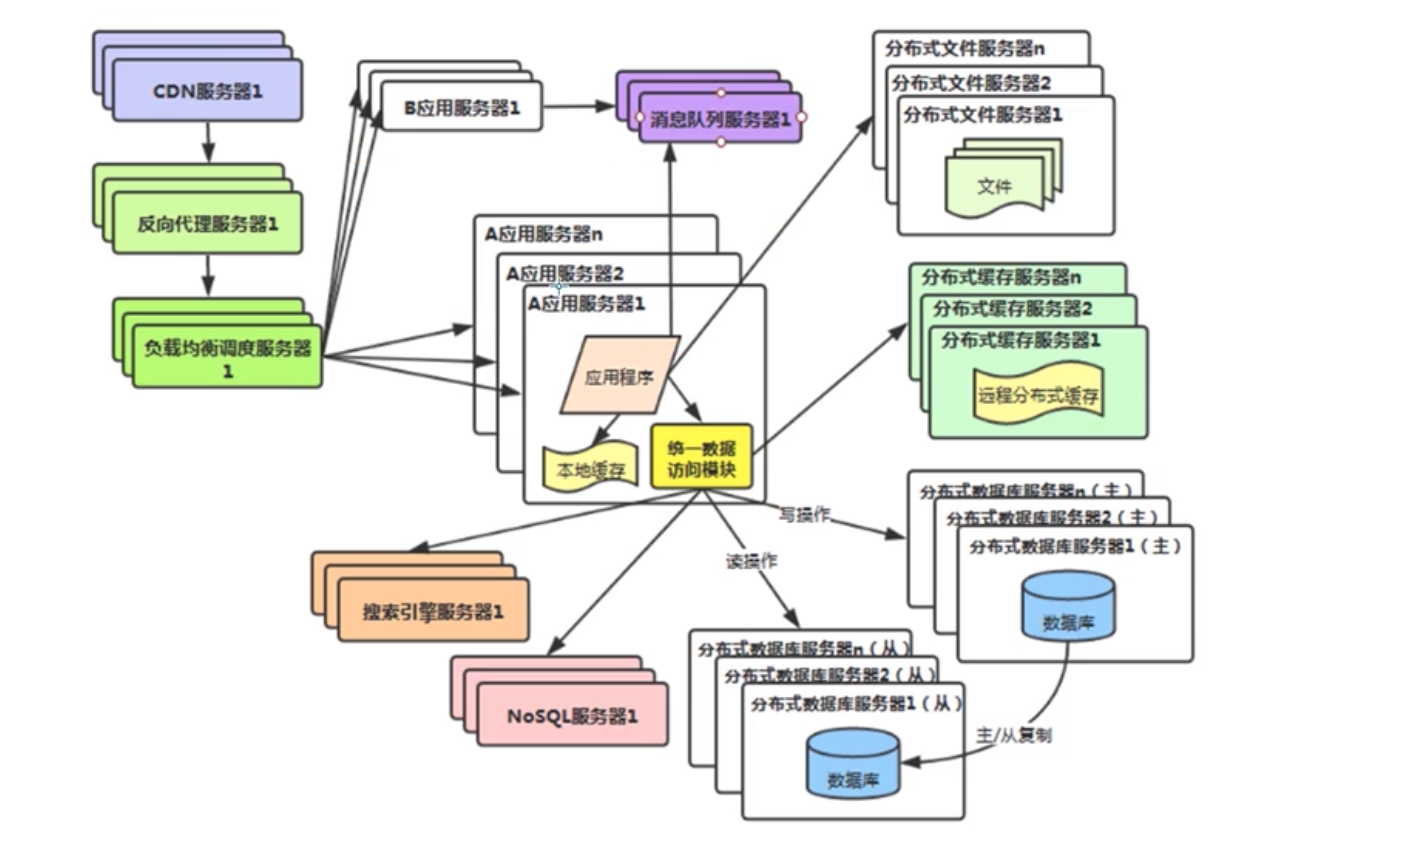 CDN服务器1
反向代理服务器1
负载均衡调度服务器
1
B应用服务器1
消息队列服务器1
A应用服务器n
A应用服务器2
A应用服务器1
应用程序
本地缓存
统一数据
访问模块
分布式文件服务器n
分布式文件服务器2
分布式文件服务器1
文件
分布式缓存服务器n
分布式缓存服务器2
分布式缓存服务器1
远程分布式缓存
写操作
读操作
分布式数据库服务器n（主）
分布式数据库服务器2（主）
分布式数据库服务器1（主）
数据库
搜索引擎服务器1
NoSQL服务器1
分布式数据库服务器n（从）
分布式数据库服务器2（从）
分布式数据库服务器1（从）
数据库
主/从复制